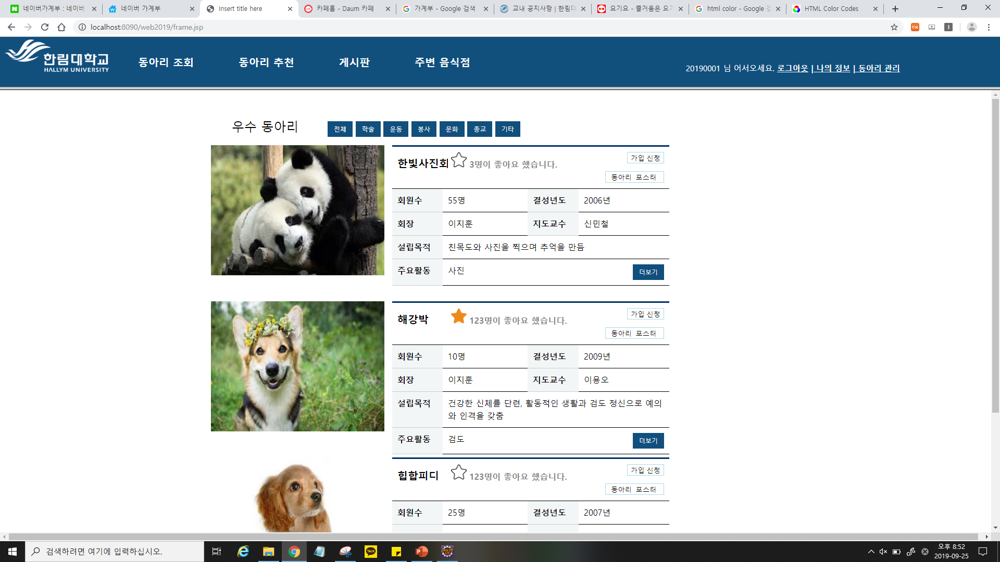 네이버가계부 : 네이버
네이버 가계부
Insert title here
카페홈 - Daum 카페
가계부 - Google 검색
교내 공지사항 | 한림대
요기요 - 즐거움은 요기
html color - Google 검
HTML Color Codes
localhost:8090/web2019/frame.jsp
한림대학교
HALLYM UNIVERSITY
동아리 조회
동아리 추천
게시판
주변 음식점
20190001 님 어서오세요. 로그아웃 | 나의 정보 | 동아리 관리
우수 동아리
전체 학술 운동 봉사 문화 종교 기타
한빛사진회 3명이 좋아요 했습니다.
가입 신청
동아리 포스터
회원수 55명 결성년도 2006년
회장 이지훈 지도교수 신민철
설립목적 친목도와 사진을 찍으며 추억을 만듬
주요활동 사진 더보기
해강박 123명이 좋아요 했습니다.
가입 신청
동아리 포스터
회원수 10명 결성년도 2009년
회장 이지훈 지도교수 이용오
설립목적 건강한 신체를 단련, 활동적인 생활과 검도 정신으로 예의
와 인격을 갖춤
주요활동 검도 더보기
힙합피디 123명이 좋아요 했습니다.
가입 신청
동아리 포스터
회원수 25명 결성년도 2007년
검색하려면 여기에 입력하십시오.
TALK
오후 8:52
2019-09-25